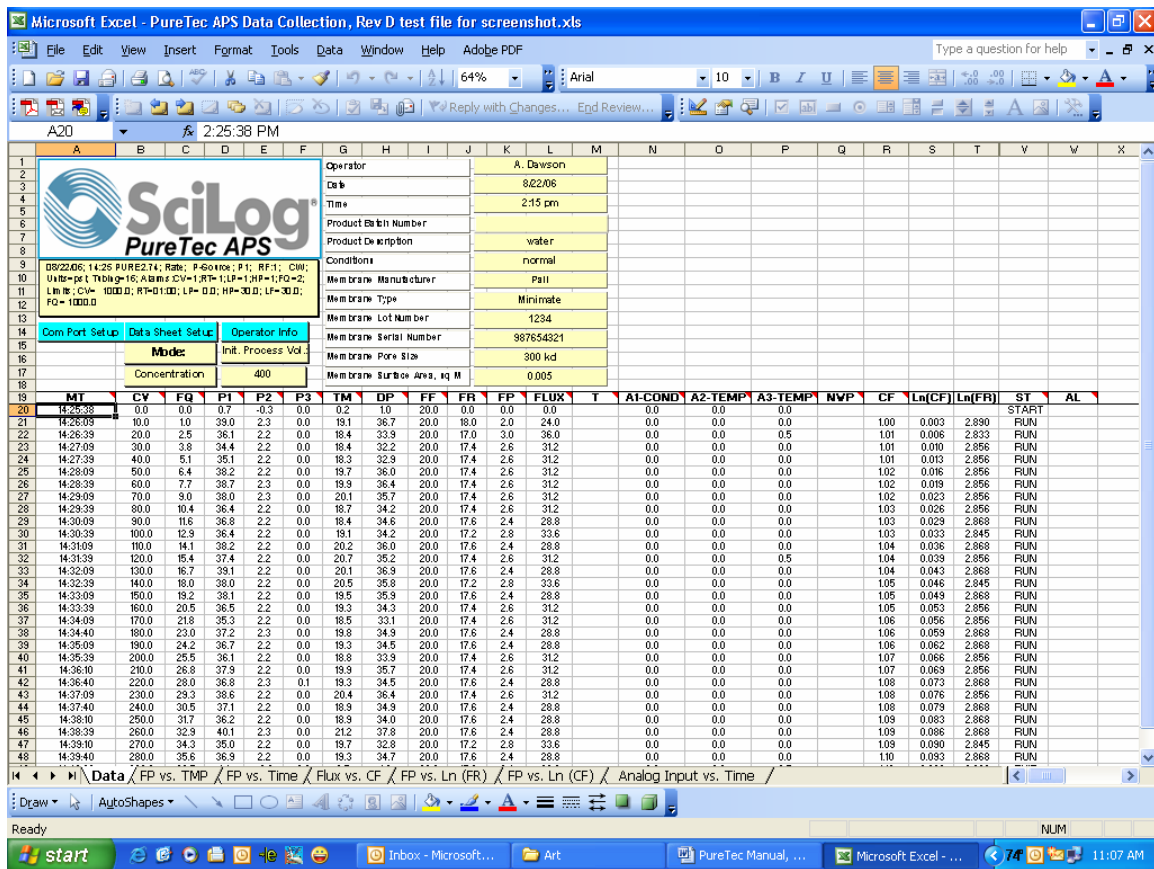 Microsoft Excel - PureTec APS Data Collection, Rev D test file for screenshot.xls
File Edit View Insert Format Tools Data Window Help Adobe PDF Type a question for help
64% Arial 10 B I U
Reply with Changes... End Review...
A20 fx 2:25:38 PM
A B C D E F G H I J K L M N O P Q R S T V W X
SciLog®
PureTec APS
Operator A. Dawson
Date 8/22/06
Time 2:15 pm
Product Batch Number
Product Description water
Conditions normal
Membrane Manufacturer Pall
Membrane Type Minimate
Membrane Lot Number 1234
Membrane Serial Number 987654321
Membrane Pore Size 300 kd
Membrane Surface Area, sq M 0.005
08/22/06; 14:25 PURE2.74; Rate; P-Source; P1; RF:1; CW;
Units=psi; Tubing=16; Alarms:CV=1;RT=1;LP=1;HP=1;FQ=2;
Limits; CV= 1000.0; RT=01:00; LP= 0.0; HP=30.0; LF=30.0;
FQ= 1000.0
Com Port Setup Data Sheet Setup Operator Info
Mode: Init. Process Vol.:
Concentration 400
19 MT CV FQ P1 P2 P3 TM DP FF FR FP FLUX T A1-COND A2-TEMP A3-TEMP NWP CF Ln(CF) Ln(FR) ST AL
20 14:25:38 0.0 0.0 0.7 -0.3 0.0 0.2 1.0 20.0 0.0 0.0 0.0 0.0 0.0 0.0 START
21 14:26:09 10.0 1.0 39.0 2.3 0.0 19.1 36.7 20.0 18.0 2.0 24.0 0.0 0.0 0.0 1.00 0.003 2.890 RUN
22 14:26:39 20.0 2.5 36.1 2.2 0.0 18.4 33.9 20.0 17.0 3.0 36.0 0.0 0.0 0.5 1.01 0.006 2.833 RUN
23 14:27:09 30.0 3.8 34.4 2.2 0.0 18.4 32.2 20.0 17.4 2.6 31.2 0.0 0.0 0.0 1.01 0.010 2.856 RUN
24 14:27:39 40.0 5.1 35.1 2.2 0.0 18.3 32.9 20.0 17.4 2.6 31.2 0.0 0.0 0.0 1.01 0.013 2.856 RUN
25 14:28:09 50.0 6.4 38.2 2.2 0.0 19.7 36.0 20.0 17.4 2.6 31.2 0.0 0.0 0.0 1.02 0.016 2.856 RUN
26 14:28:39 60.0 7.7 38.7 2.3 0.0 19.9 36.4 20.0 17.4 2.6 31.2 0.0 0.0 0.0 1.02 0.019 2.856 RUN
27 14:29:09 70.0 9.0 38.0 2.3 0.0 20.1 35.7 20.0 17.4 2.6 31.2 0.0 0.0 0.0 1.02 0.023 2.856 RUN
28 14:29:39 80.0 10.4 36.4 2.2 0.0 18.7 34.2 20.0 17.4 2.6 31.2 0.0 0.0 0.0 1.03 0.026 2.856 RUN
29 14:30:09 90.0 11.6 36.8 2.2 0.0 18.4 34.6 20.0 17.6 2.4 28.8 0.0 0.0 0.0 1.03 0.029 2.868 RUN
30 14:30:39 100.0 12.9 36.4 2.2 0.0 19.1 34.2 20.0 17.2 2.8 33.6 0.0 0.0 0.0 1.03 0.033 2.845 RUN
31 14:31:09 110.0 14.1 38.2 2.2 0.0 20.2 36.0 20.0 17.6 2.4 28.8 0.0 0.0 0.0 1.04 0.036 2.868 RUN
32 14:31:39 120.0 15.4 37.4 2.2 0.0 20.7 35.2 20.0 17.4 2.6 31.2 0.0 0.0 0.5 1.04 0.039 2.856 RUN
33 14:32:09 130.0 16.7 39.1 2.2 0.0 20.1 36.9 20.0 17.6 2.4 28.8 0.0 0.0 0.0 1.04 0.043 2.868 RUN
34 14:32:39 140.0 18.0 38.0 2.2 0.0 20.5 35.8 20.0 17.2 2.8 33.6 0.0 0.0 0.0 1.05 0.046 2.845 RUN
35 14:33:09 150.0 19.2 38.1 2.2 0.0 19.5 35.9 20.0 17.6 2.4 28.8 0.0 0.0 0.0 1.05 0.049 2.868 RUN
36 14:33:39 160.0 20.5 36.5 2.2 0.0 19.3 34.3 20.0 17.4 2.6 31.2 0.0 0.0 0.0 1.05 0.053 2.856 RUN
37 14:34:09 170.0 21.8 35.3 2.2 0.0 18.5 33.1 20.0 17.4 2.6 31.2 0.0 0.0 0.0 1.06 0.056 2.856 RUN
38 14:34:40 180.0 23.0 37.2 2.3 0.0 19.8 34.9 20.0 17.6 2.4 28.8 0.0 0.0 0.0 1.06 0.059 2.868 RUN
39 14:35:09 190.0 24.2 36.7 2.2 0.0 19.3 34.5 20.0 17.6 2.4 28.8 0.0 0.0 0.0 1.06 0.062 2.868 RUN
40 14:35:39 200.0 25.5 36.1 2.2 0.0 18.8 33.9 20.0 17.4 2.6 31.2 0.0 0.0 0.0 1.07 0.066 2.856 RUN
41 14:36:10 210.0 26.8 37.9 2.2 0.0 19.9 35.7 20.0 17.4 2.6 31.2 0.0 0.0 0.0 1.07 0.069 2.856 RUN
42 14:36:40 220.0 28.0 36.8 2.3 0.1 19.3 34.5 20.0 17.6 2.4 28.8 0.0 0.0 0.0 1.08 0.073 2.868 RUN
43 14:37:09 230.0 29.3 38.6 2.2 0.0 20.4 36.4 20.0 17.4 2.6 31.2 0.0 0.0 0.0 1.08 0.076 2.856 RUN
44 14:37:40 240.0 30.5 37.1 2.2 0.0 18.9 34.9 20.0 17.6 2.4 28.8 0.0 0.0 0.0 1.08 0.079 2.868 RUN
45 14:38:10 250.0 31.7 36.2 2.2 0.0 18.9 34.0 20.0 17.6 2.4 28.8 0.0 0.0 0.0 1.09 0.083 2.868 RUN
46 14:38:39 260.0 32.9 40.1 2.3 0.0 21.2 37.8 20.0 17.6 2.4 28.8 0.0 0.0 0.0 1.09 0.086 2.868 RUN
47 14:39:10 270.0 34.3 35.0 2.2 0.0 19.7 32.8 20.0 17.2 2.8 33.6 0.0 0.0 0.0 1.09 0.090 2.845 RUN
48 14:39:40 280.0 35.6 36.9 2.2 0.0 19.3 34.7 20.0 17.6 2.4 28.8 0.0 0.0 0.0 1.10 0.093 2.868 RUN
Data FP vs. TMP FP vs. Time Flux vs. CF FP vs. Ln (FR) FP vs. Ln (CF) Analog Input vs. Time
Draw AutoShapes
Ready NUM
start Inbox - Microsoft... Art PureTec Manual, ... Microsoft Excel - ... 74° 11:07 AM